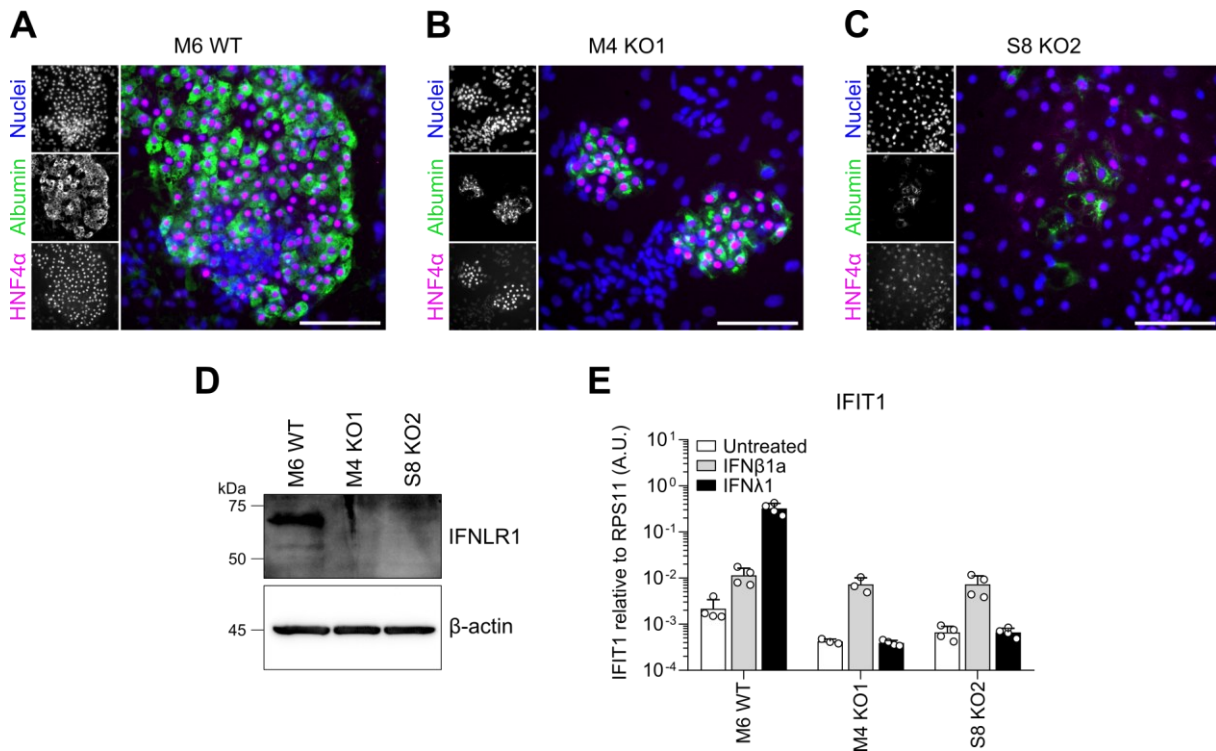 A
M6 WT
Nuclei
Albumin
HNF4α
B
M4 KO1
Nuclei
Albumin
HNF4α
C
S8 KO2
Nuclei
Albumin
HNF4α
D
M6 WT
M4 KO1
S8 KO2
kDa
75
50
IFNLR1
45
β-actin
E
IFIT1
IFIT1 relative to RPS11 (A.U.)
10¹
10⁰
10⁻¹
10⁻²
10⁻³
10⁻⁴
Untreated
IFNβ1a
IFNλ1
M6 WT
M4 KO1
S8 KO2